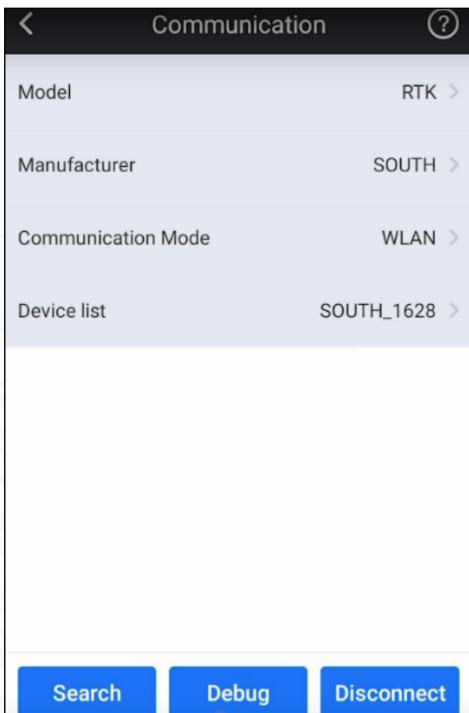 Communication
Model RTK
Manufacturer SOUTH
Communication Mode WLAN
Device list SOUTH_1628
Search Debug Disconnect